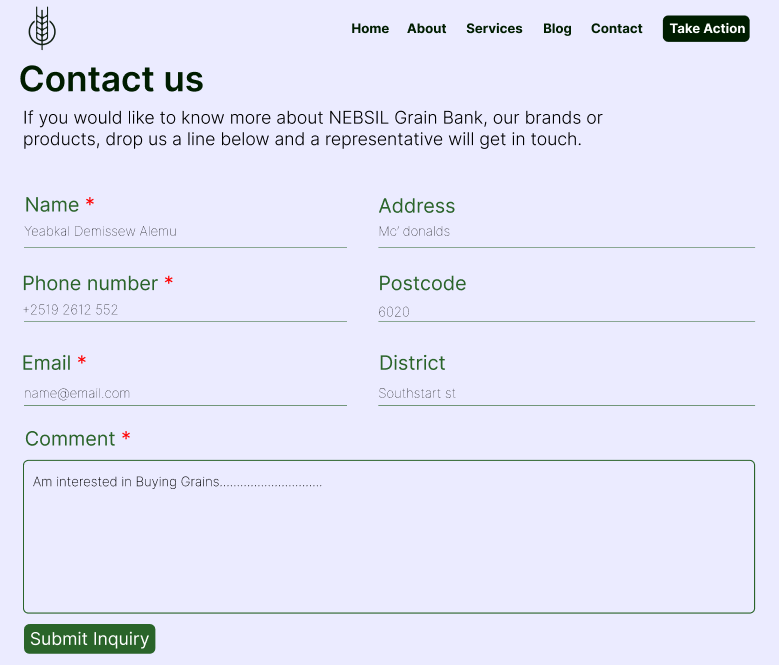 Home About Services Blog Contact Take Action
Contact us
If you would like to know more about NEBSIL Grain Bank, our brands or
products, drop us a line below and a representative will get in touch.
Name * Address
Yeabkal Demissew Alemu Mc' donalds
Phone number * Postcode
+2519 2612 552 6020
Email * District
name@email.com Southstart st
Comment *
Am interested in Buying Grains..............................
Submit Inquiry